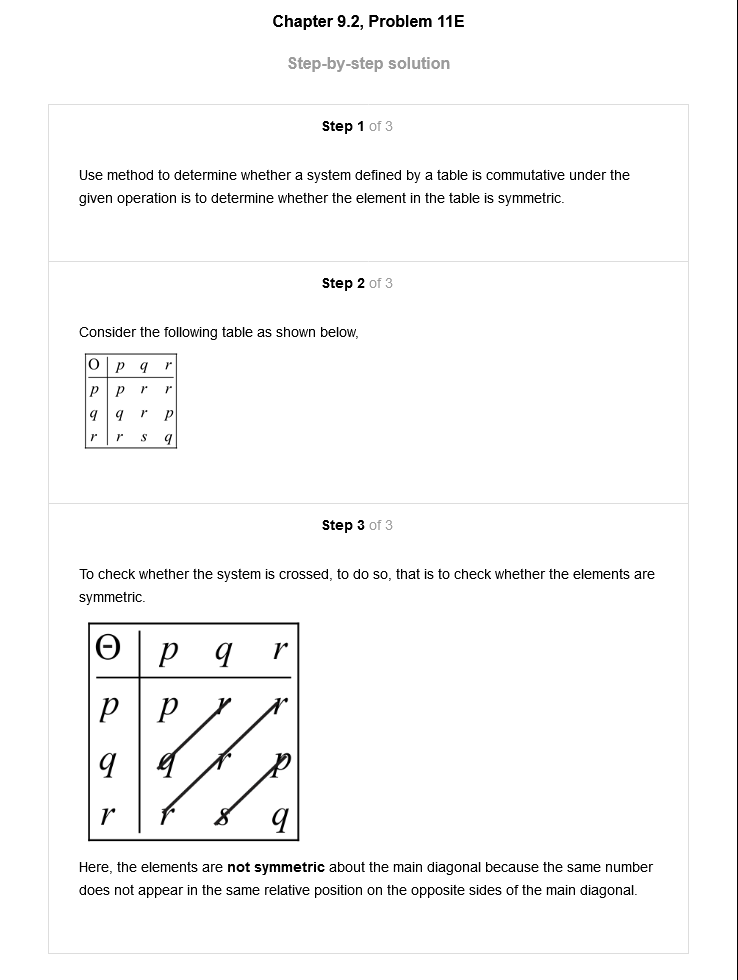 Chapter 9.2, Problem 11E
Step-by-step solution
Step 1 of 3
Use method to determine whether a system defined by a table is commutative under the
given operation is to determine whether the element in the table is symmetric.
Step 2 of 3
Consider the following table as shown below,
O p q r
p p r r
q q r p
r r s q
Step 3 of 3
To check whether the system is crossed, to do so, that is to check whether the elements are
symmetric.
Θ p q r
p p r r
q q r p
r r s q
Here, the elements are not symmetric about the main diagonal because the same number
does not appear in the same relative position on the opposite sides of the main diagonal.